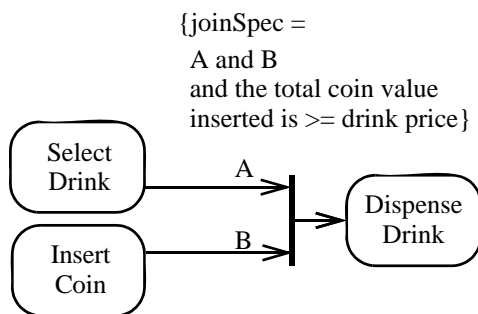 {joinSpec =
A and B
and the total coin value
inserted is >= drink price}
Select
Drink
A
Insert
Coin
B
Dispense
Drink